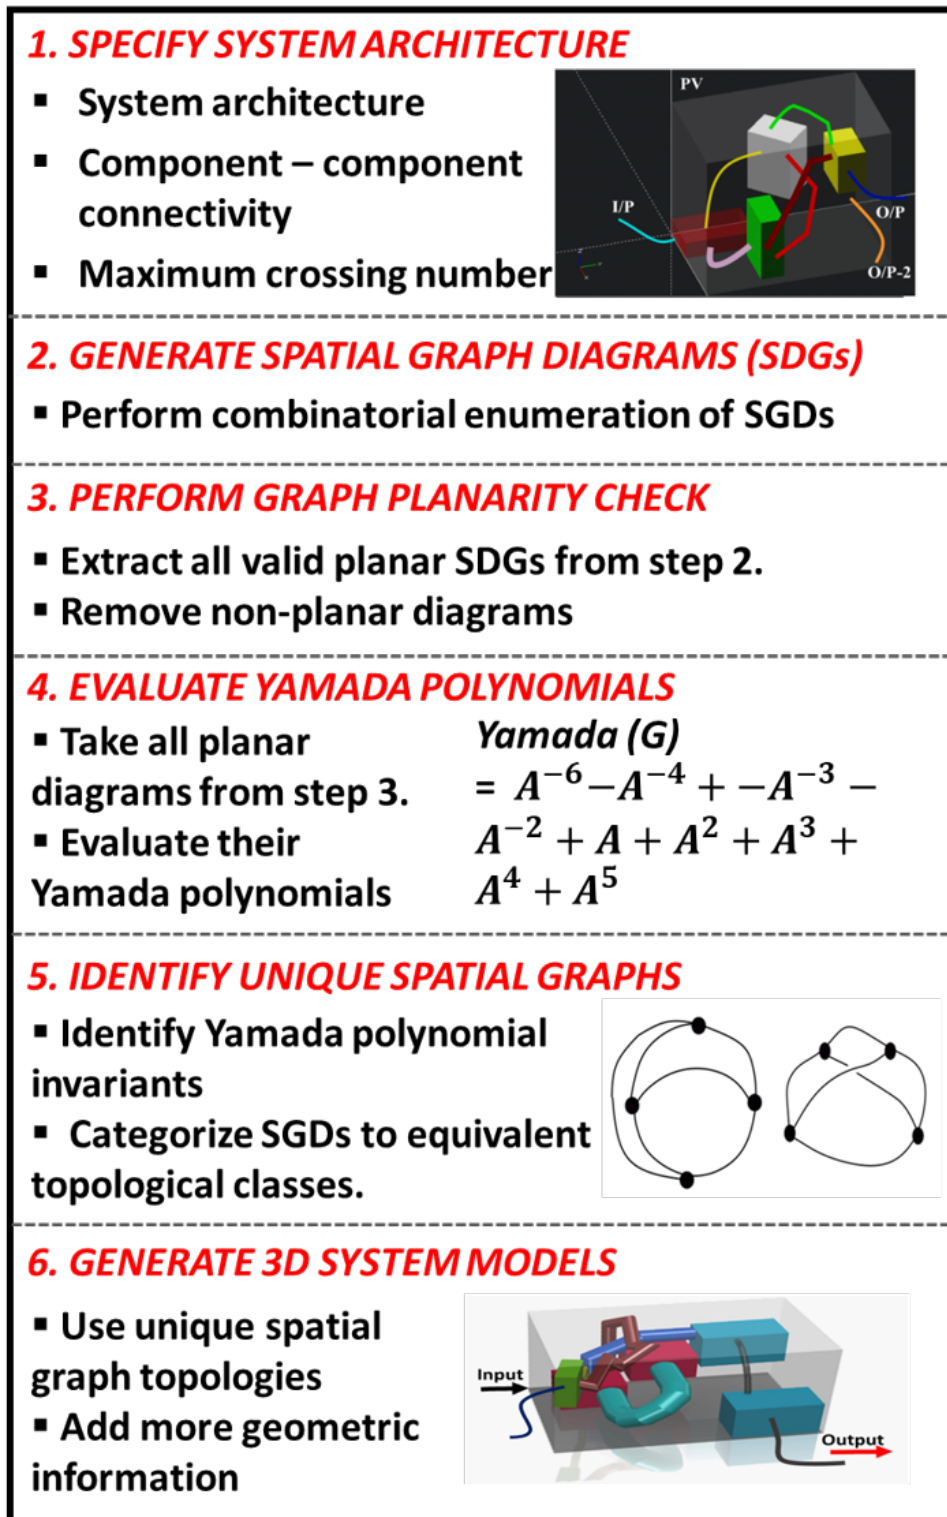 1. SPECIFY SYSTEM ARCHITECTURE
▪ System architecture
▪ Component – component
connectivity
▪ Maximum crossing number
PV
I/P
O/P
O/P-2
2. GENERATE SPATIAL GRAPH DIAGRAMS (SDGs)
▪ Perform combinatorial enumeration of SGDs
3. PERFORM GRAPH PLANARITY CHECK
▪ Extract all valid planar SDGs from step 2.
▪ Remove non-planar diagrams
4. EVALUATE YAMADA POLYNOMIALS
▪ Take all planar
diagrams from step 3.
▪ Evaluate their
Yamada polynomials
Yamada (G)
= A⁻⁶ −A⁻⁴ + −A⁻³ −
A⁻² + A + A² + A³ +
A⁴ + A⁵
5. IDENTIFY UNIQUE SPATIAL GRAPHS
▪ Identify Yamada polynomial
invariants
▪ Categorize SGDs to equivalent
topological classes.
6. GENERATE 3D SYSTEM MODELS
▪ Use unique spatial
graph topologies
▪ Add more geometric
information
Input
Output